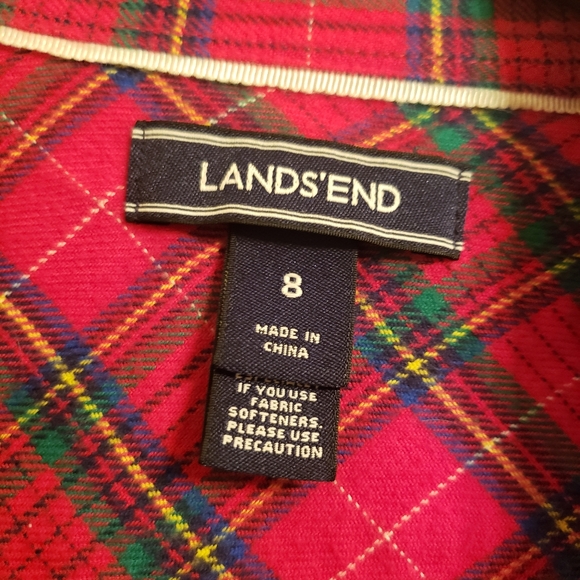 LANDS'END
8
MADE IN
CHINA
IF YOU USE
FABRIC
SOFTENERS.
PLEASE USE
PRECAUTION